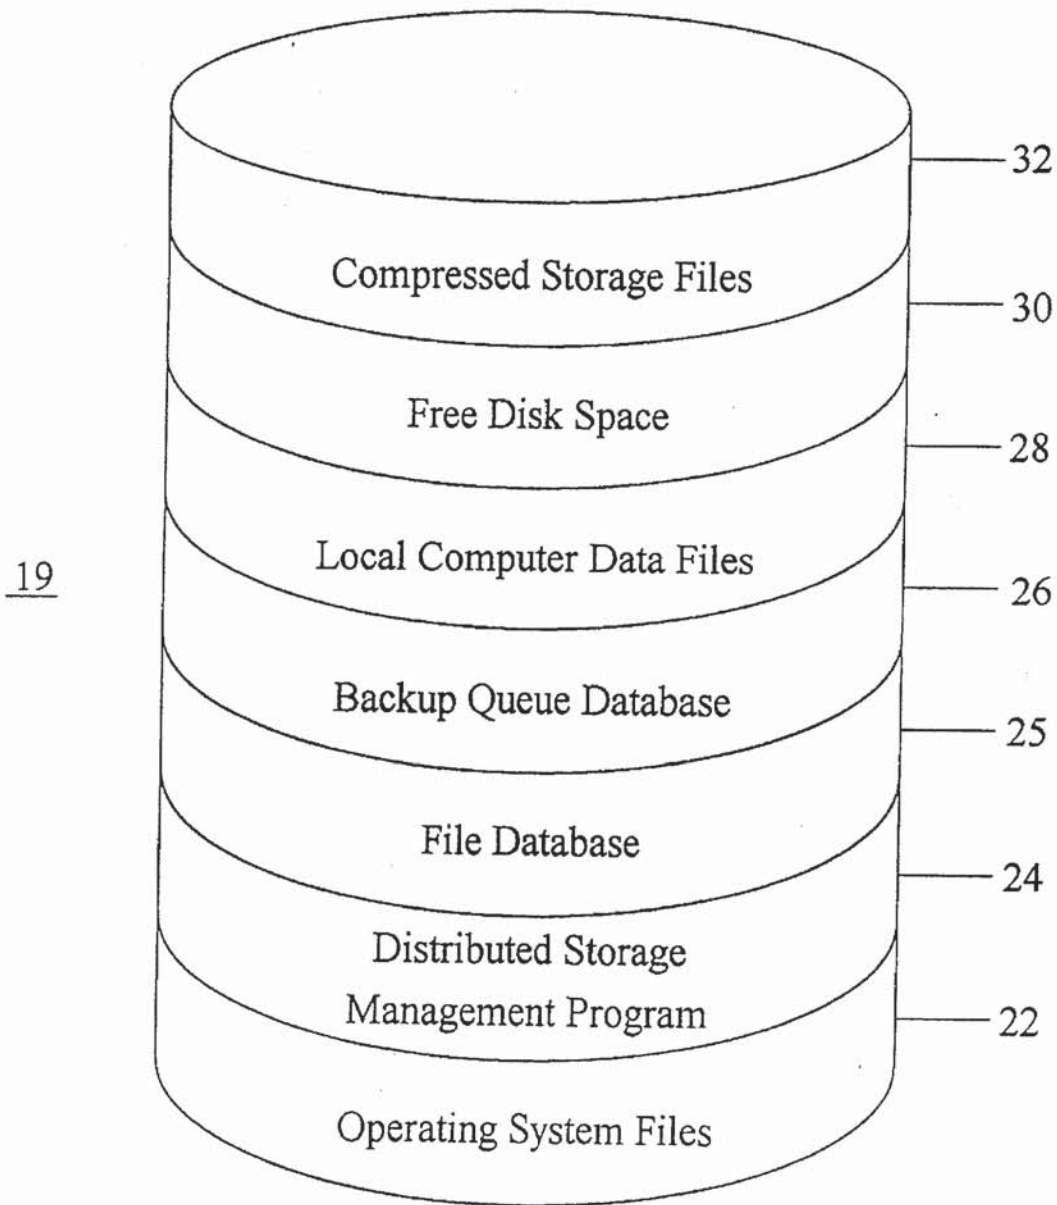 32
Compressed Storage Files
30
Free Disk Space
28
Local Computer Data Files
19
26
Backup Queue Database
25
File Database
24
Distributed Storage
Management Program
22
Operating System Files